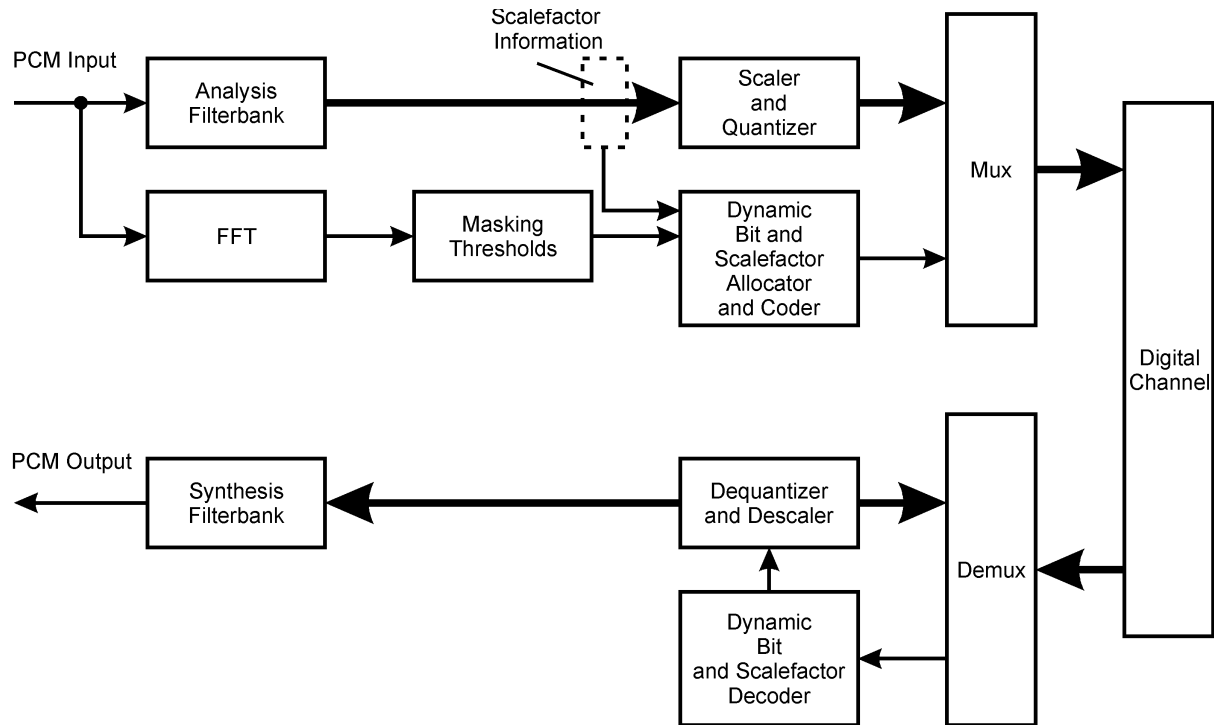 Scalefactor
Information
PCM Input
Analysis
Filterbank
Scaler
and
Quantizer
Mux
FFT
Masking
Thresholds
Dynamic
Bit and
Scalefactor
Allocator
and Coder
Digital
Channel
PCM Output
Synthesis
Filterbank
Dequantizer
and Descaler
Demux
Dynamic
Bit
and Scalefactor
Decoder